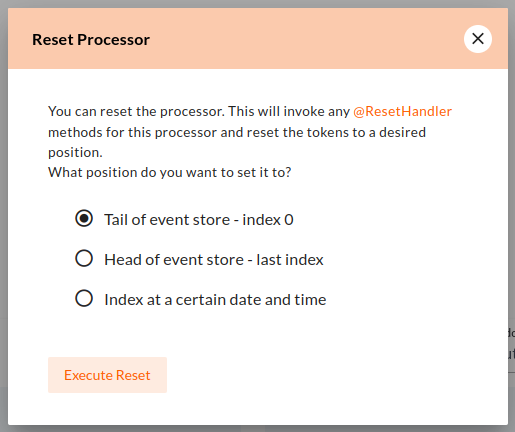 Reset Processor
You can reset the processor. This will invoke any @ResetHandler
methods for this processor and reset the tokens to a desired
position.
What position do you want to set it to?
Tail of event store - index 0
Head of event store - last index
Index at a certain date and time
Execute Reset